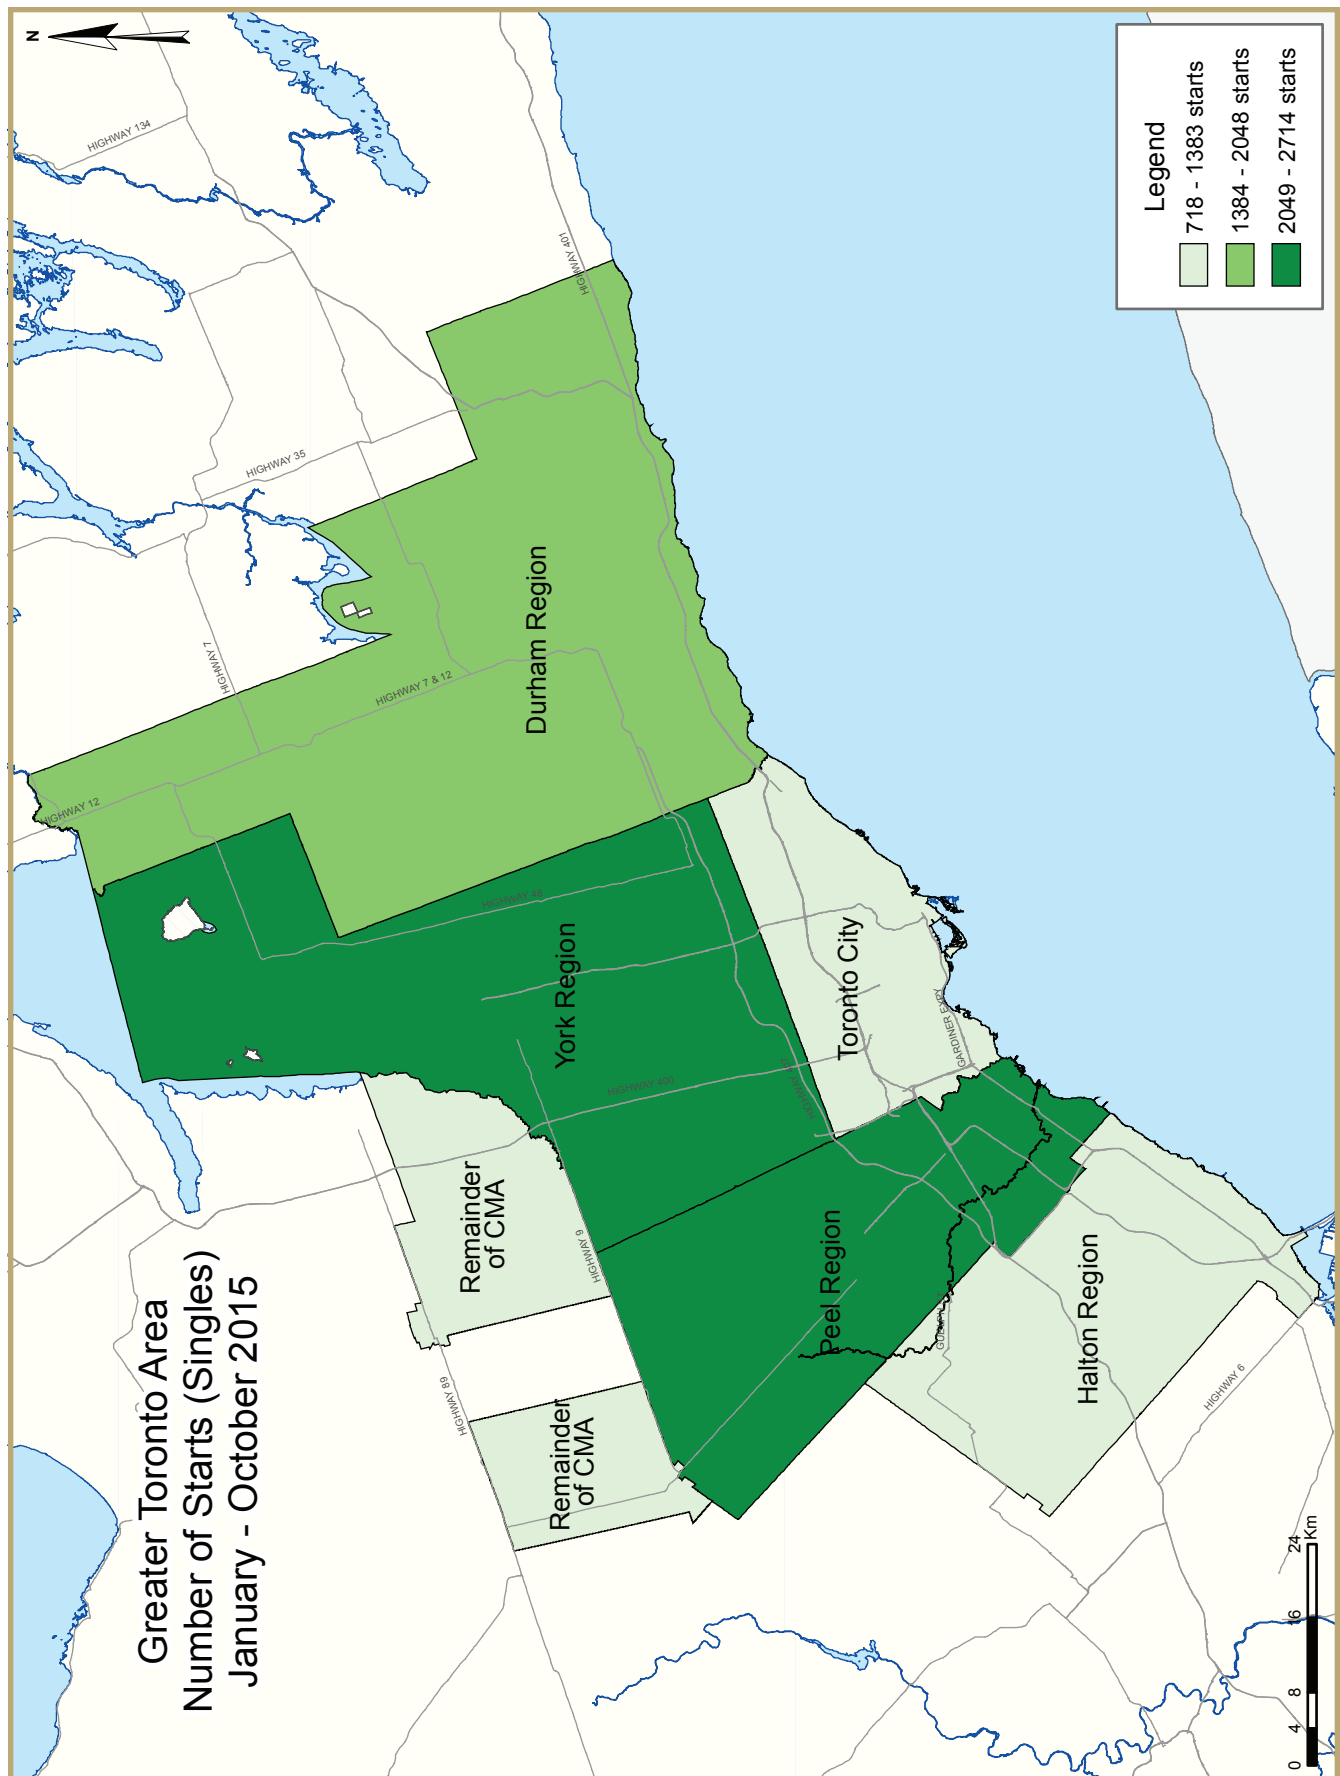 Greater Toronto Area
Number of Starts (Singles)
January - October 2015
N
HIGHWAY 134
HIGHWAY 401
HIGHWAY 35
HIGHWAY 7
HIGHWAY 7 & 12
HIGHWAY 12
HIGHWAY 48
HIGHWAY 400
HIGHWAY 9
HIGHWAY 89
HIGHWAY 6
GARDINER EXPY
Durham Region
York Region
Toronto City
Peel Region
Halton Region
Remainder
of CMA
Remainder
of CMA
Legend
718 - 1383 starts
1384 - 2048 starts
2049 - 2714 starts
0 4 8 16 24
Km